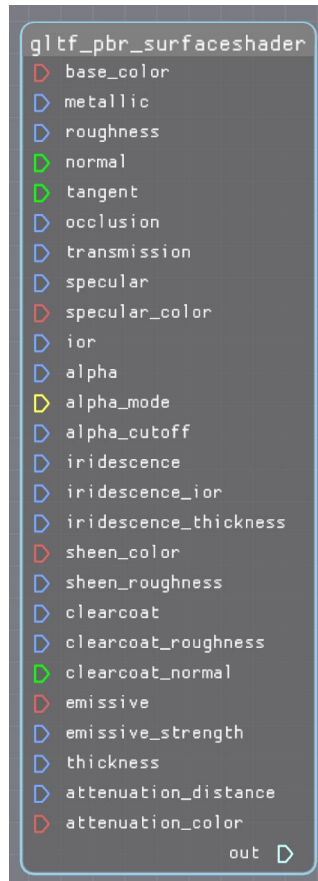 gltf_pbr_surfaceshader
base_color
metallic
roughness
normal
tangent
occlusion
transmission
specular
specular_color
ior
alpha
alpha_mode
alpha_cutoff
iridescence
iridescence_ior
iridescence_thickness
sheen_color
sheen_roughness
clearcoat
clearcoat_roughness
clearcoat_normal
emissive
emissive_strength
thickness
attenuation_distance
attenuation_color
out